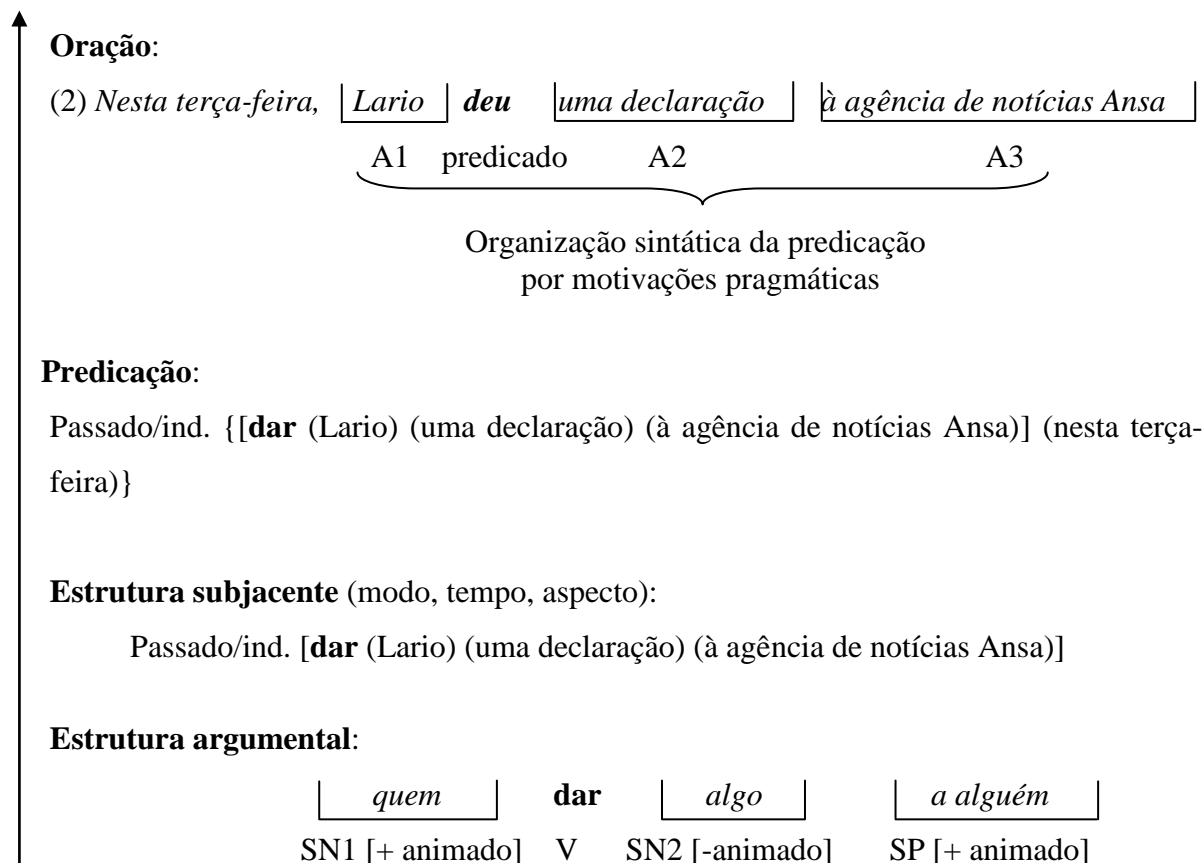 Oração:
(2) Nesta terça-feira, Lario deu uma declaração à agência de notícias Ansa
A1 predicado A2 A3
Organização sintática da predicação
por motivações pragmáticas
Predicação:
Passado/ind. {[dar (Lario) (uma declaração) (à agência de notícias Ansa)] (nesta terça-
feira)}
Estrutura subjacente (modo, tempo, aspecto):
Passado/ind. [dar (Lario) (uma declaração) (à agência de notícias Ansa)]
Estrutura argumental:
quem dar algo a alguém
SN1 [+ animado] V SN2 [-animado] SP [+ animado]